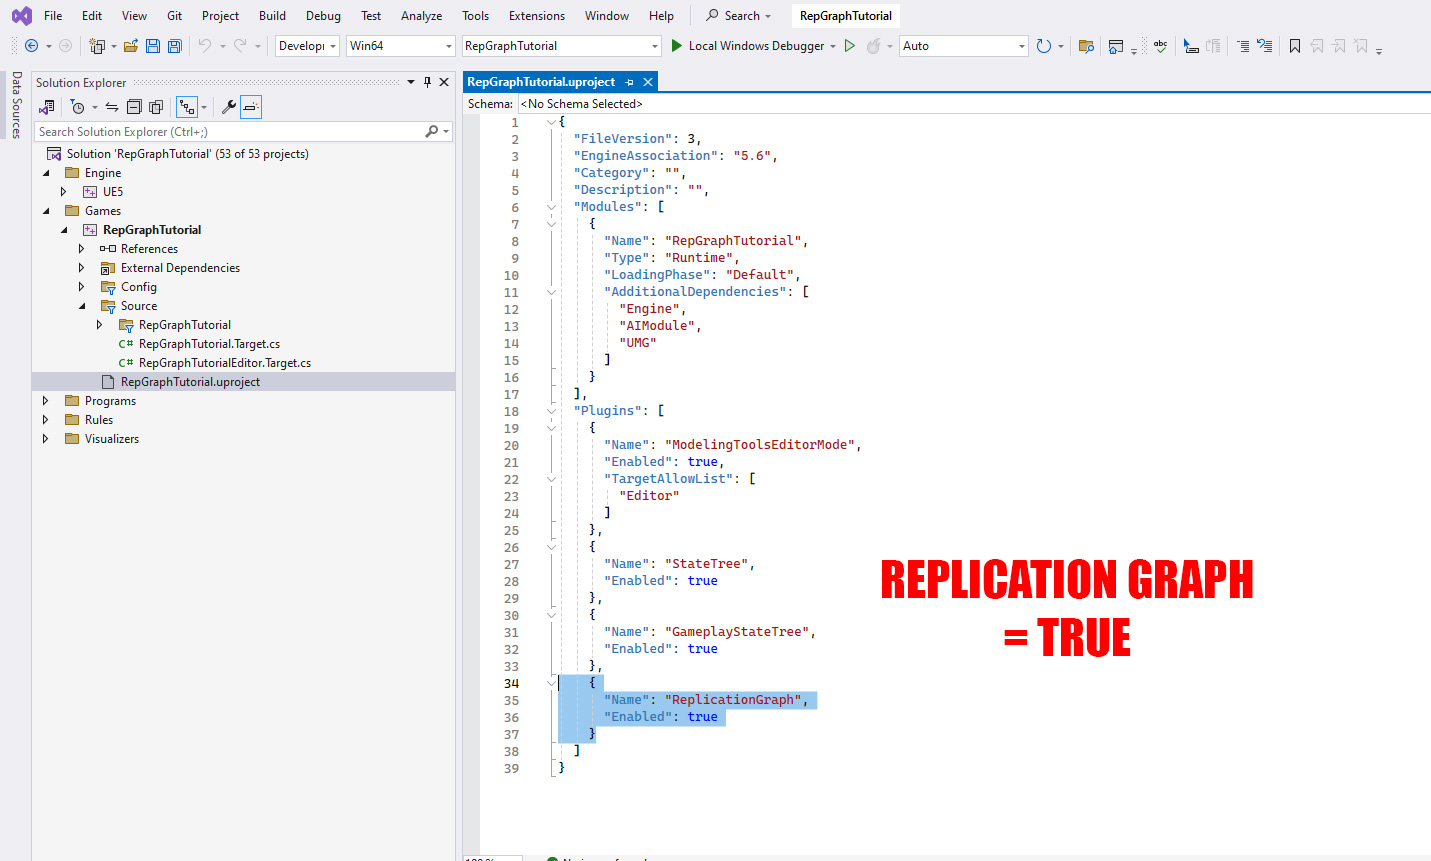 File Edit View Git Project Build Debug Test Analyze Tools Extensions Window Help Search RepGraphTutorial
Develop Win64 RepGraphTutorial Local Windows Debugger Auto
Data Sources
Solution Explorer
Search Solution Explorer (Ctrl+;)
Solution 'RepGraphTutorial' (53 of 53 projects)
Engine
UE5
Games
RepGraphTutorial
References
External Dependencies
Config
Source
RepGraphTutorial
C# RepGraphTutorial.Target.cs
C# RepGraphTutorialEditor.Target.cs
RepGraphTutorial.uproject
Programs
Rules
Visualizers
RepGraphTutorial.uproject
Schema: <No Schema Selected>
1 {
2 "FileVersion": 3,
3 "EngineAssociation": "5.6",
4 "Category": "",
5 "Description": "",
6 "Modules": [
7 {
8 "Name": "RepGraphTutorial",
9 "Type": "Runtime",
10 "LoadingPhase": "Default",
11 "AdditionalDependencies": [
12 "Engine",
13 "AIModule",
14 "UMG"
15 ]
16 }
17 ],
18 "Plugins": [
19 {
20 "Name": "ModelingToolsEditorMode",
21 "Enabled": true,
22 "TargetAllowList": [
23 "Editor"
24 ]
25 },
26 {
27 "Name": "StateTree",
28 "Enabled": true
29 },
30 {
31 "Name": "GameplayStateTree",
32 "Enabled": true
33 },
34 {
35 "Name": "ReplicationGraph",
36 "Enabled": true
37 }
38 ]
39 }
REPLICATION GRAPH
= TRUE